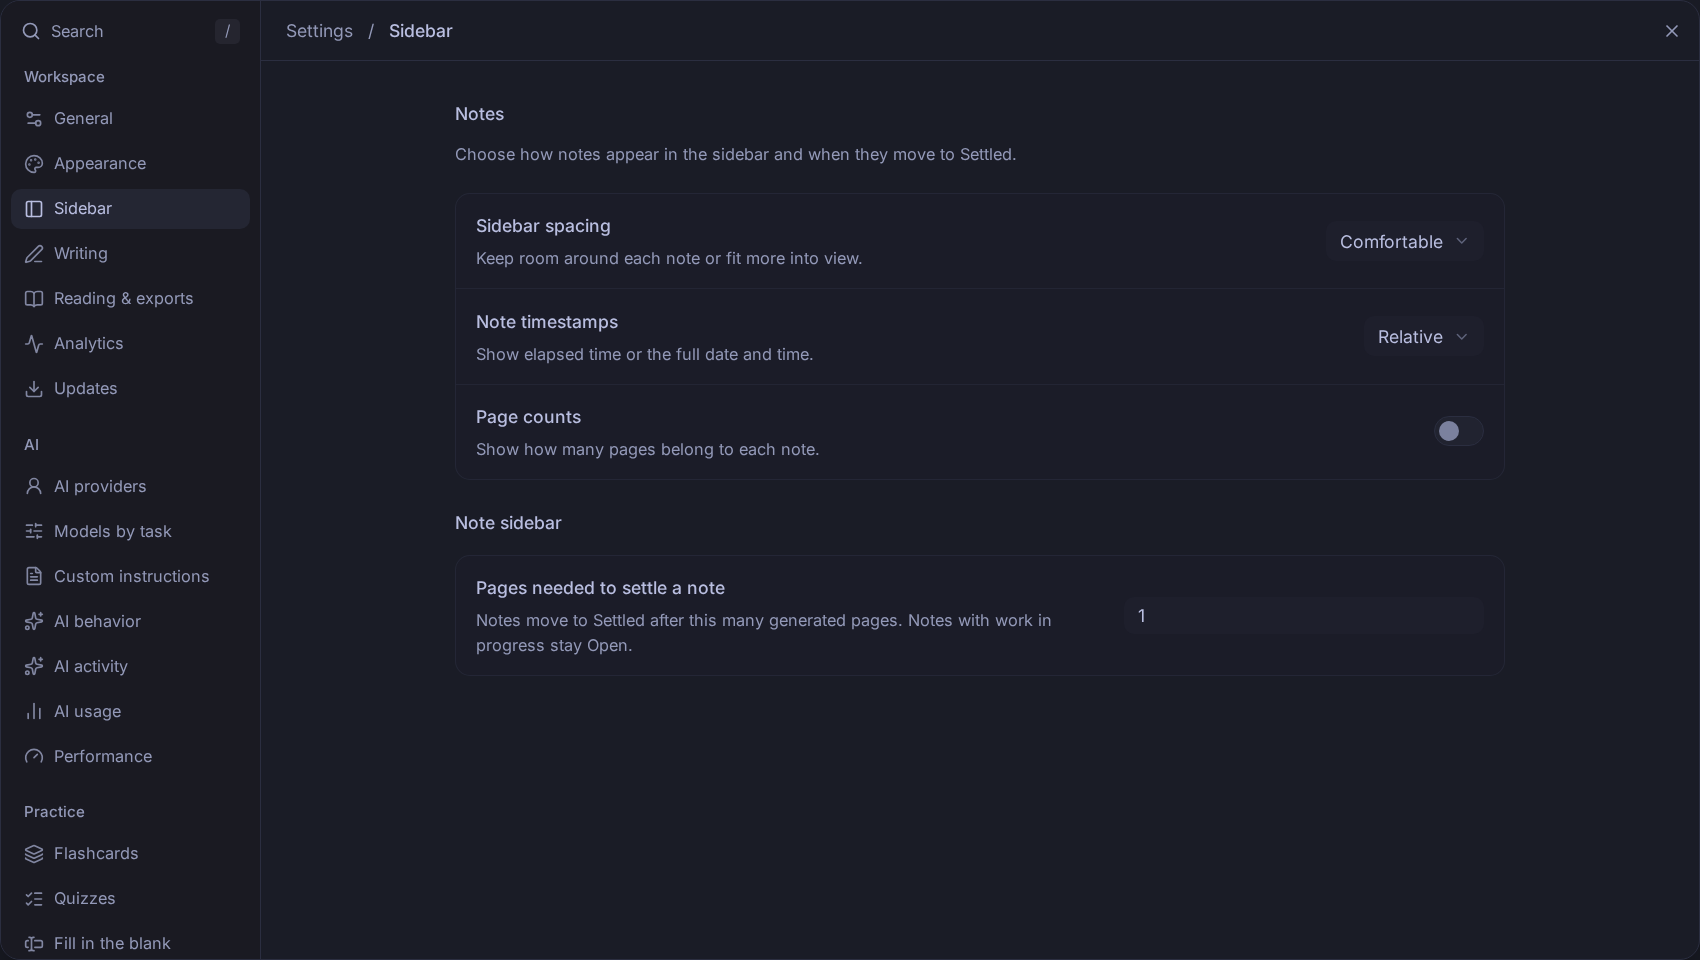 Search /
Workspace
General
Appearance
Sidebar
Writing
Reading & exports
Analytics
Updates
AI
AI providers
Models by task
Custom instructions
AI behavior
AI activity
AI usage
Performance
Practice
Flashcards
Quizzes
Fill in the blank
Settings / Sidebar
Notes
Choose how notes appear in the sidebar and when they move to Settled.
Sidebar spacing
Keep room around each note or fit more into view.
Comfortable
Note timestamps
Show elapsed time or the full date and time.
Relative
Page counts
Show how many pages belong to each note.
Note sidebar
Pages needed to settle a note
Notes move to Settled after this many generated pages. Notes with work in
progress stay Open.
1